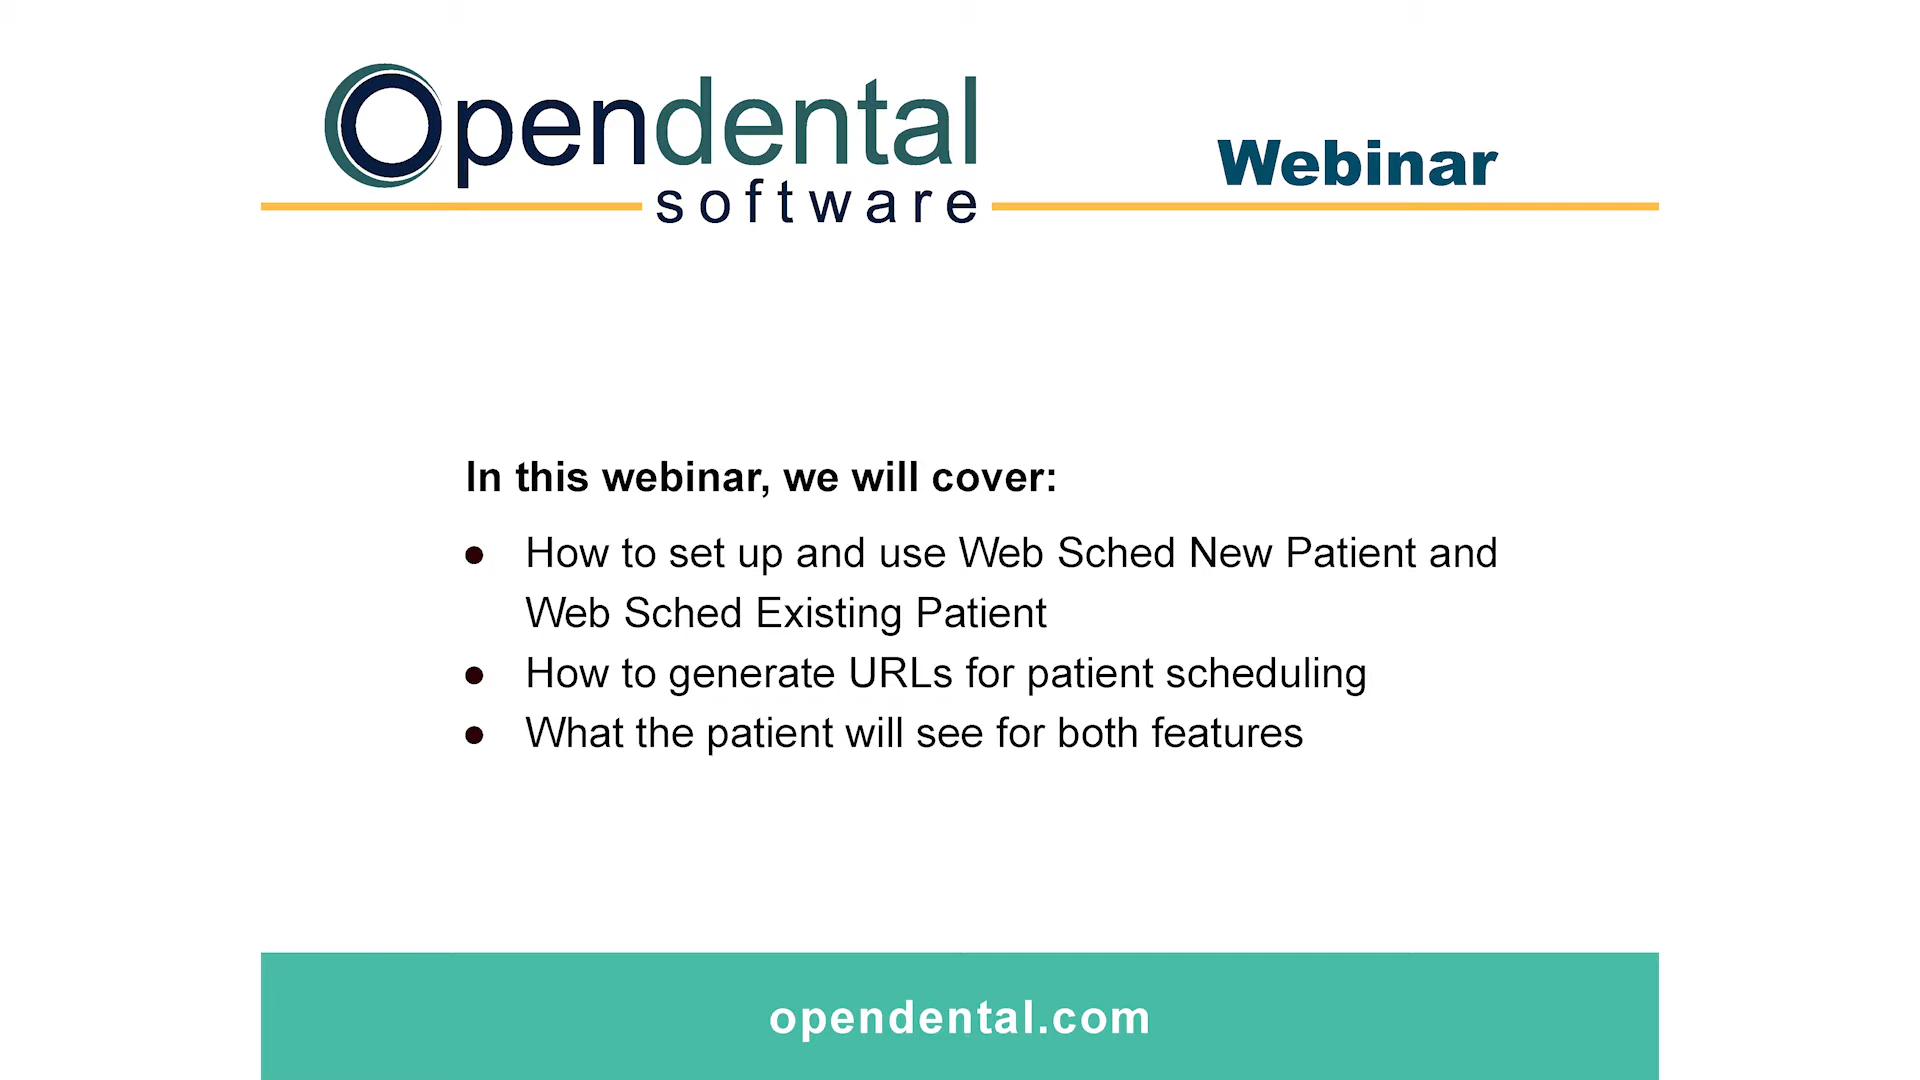 Opendental
software
Webinar
In this webinar, we will cover:
● How to set up and use Web Sched New Patient and
Web Sched Existing Patient
● How to generate URLs for patient scheduling
● What the patient will see for both features
opendental.com